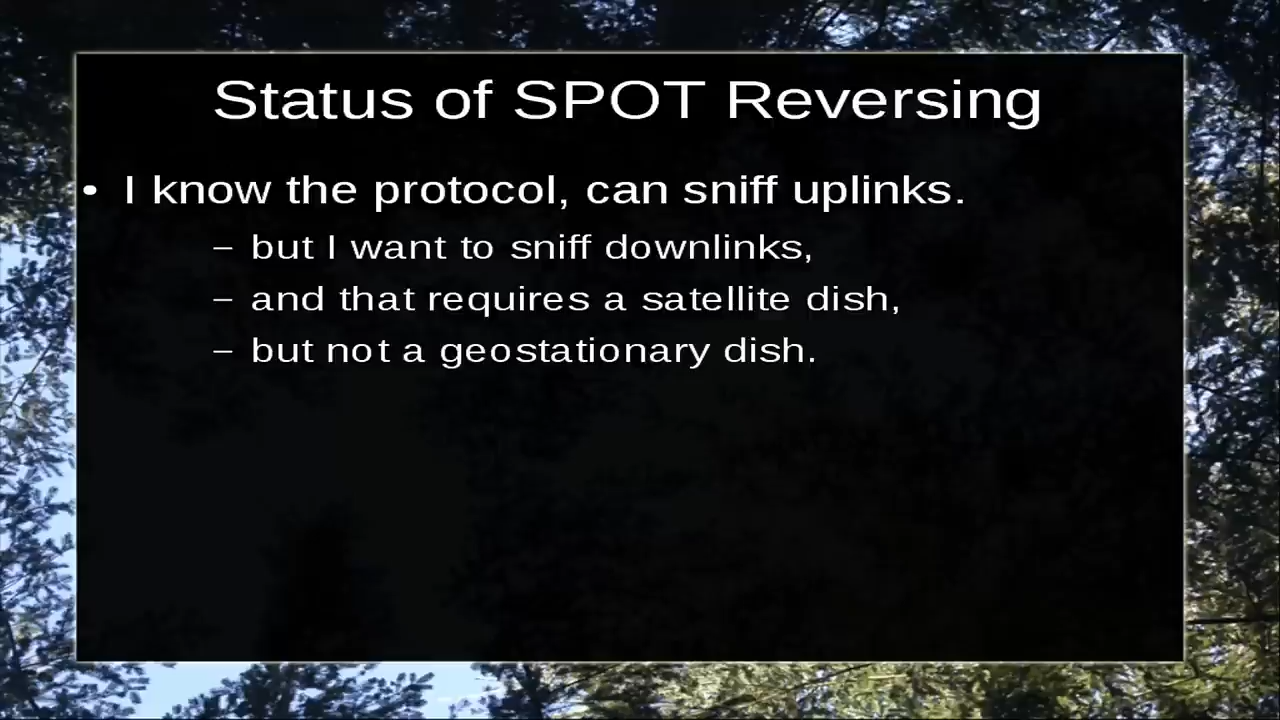 Status of SPOT Reversing
• I know the protocol, can sniff uplinks.
– but I want to sniff downlinks,
– and that requires a satellite dish,
– but not a geostationary dish.